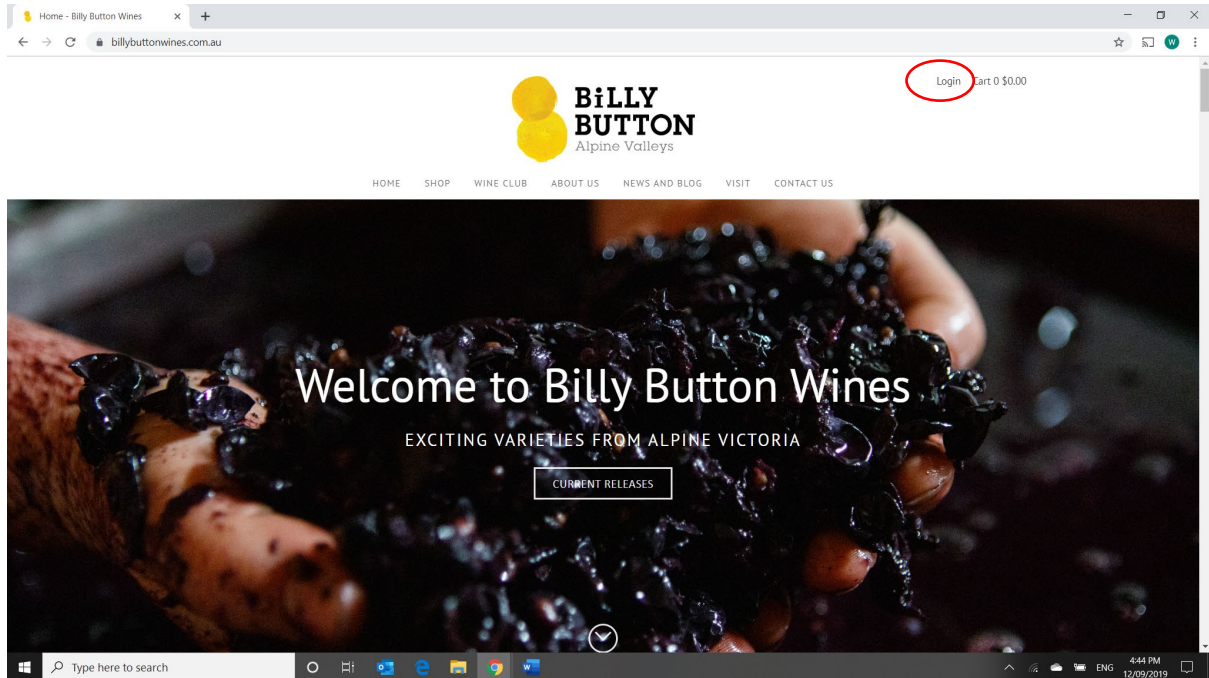 Home - Billy Button Wines
billybuttonwines.com.au
W
Login Cart 0 $0.00
BiLLY
BUTTON
Alpine Valleys
HOME SHOP WINE CLUB ABOUT US NEWS AND BLOG VISIT CONTACT US
Welcome to Billy Button Wines
EXCITING VARIETIES FROM ALPINE VICTORIA
CURRENT RELEASES
Type here to search
ENG
4:44 PM
12/09/2019